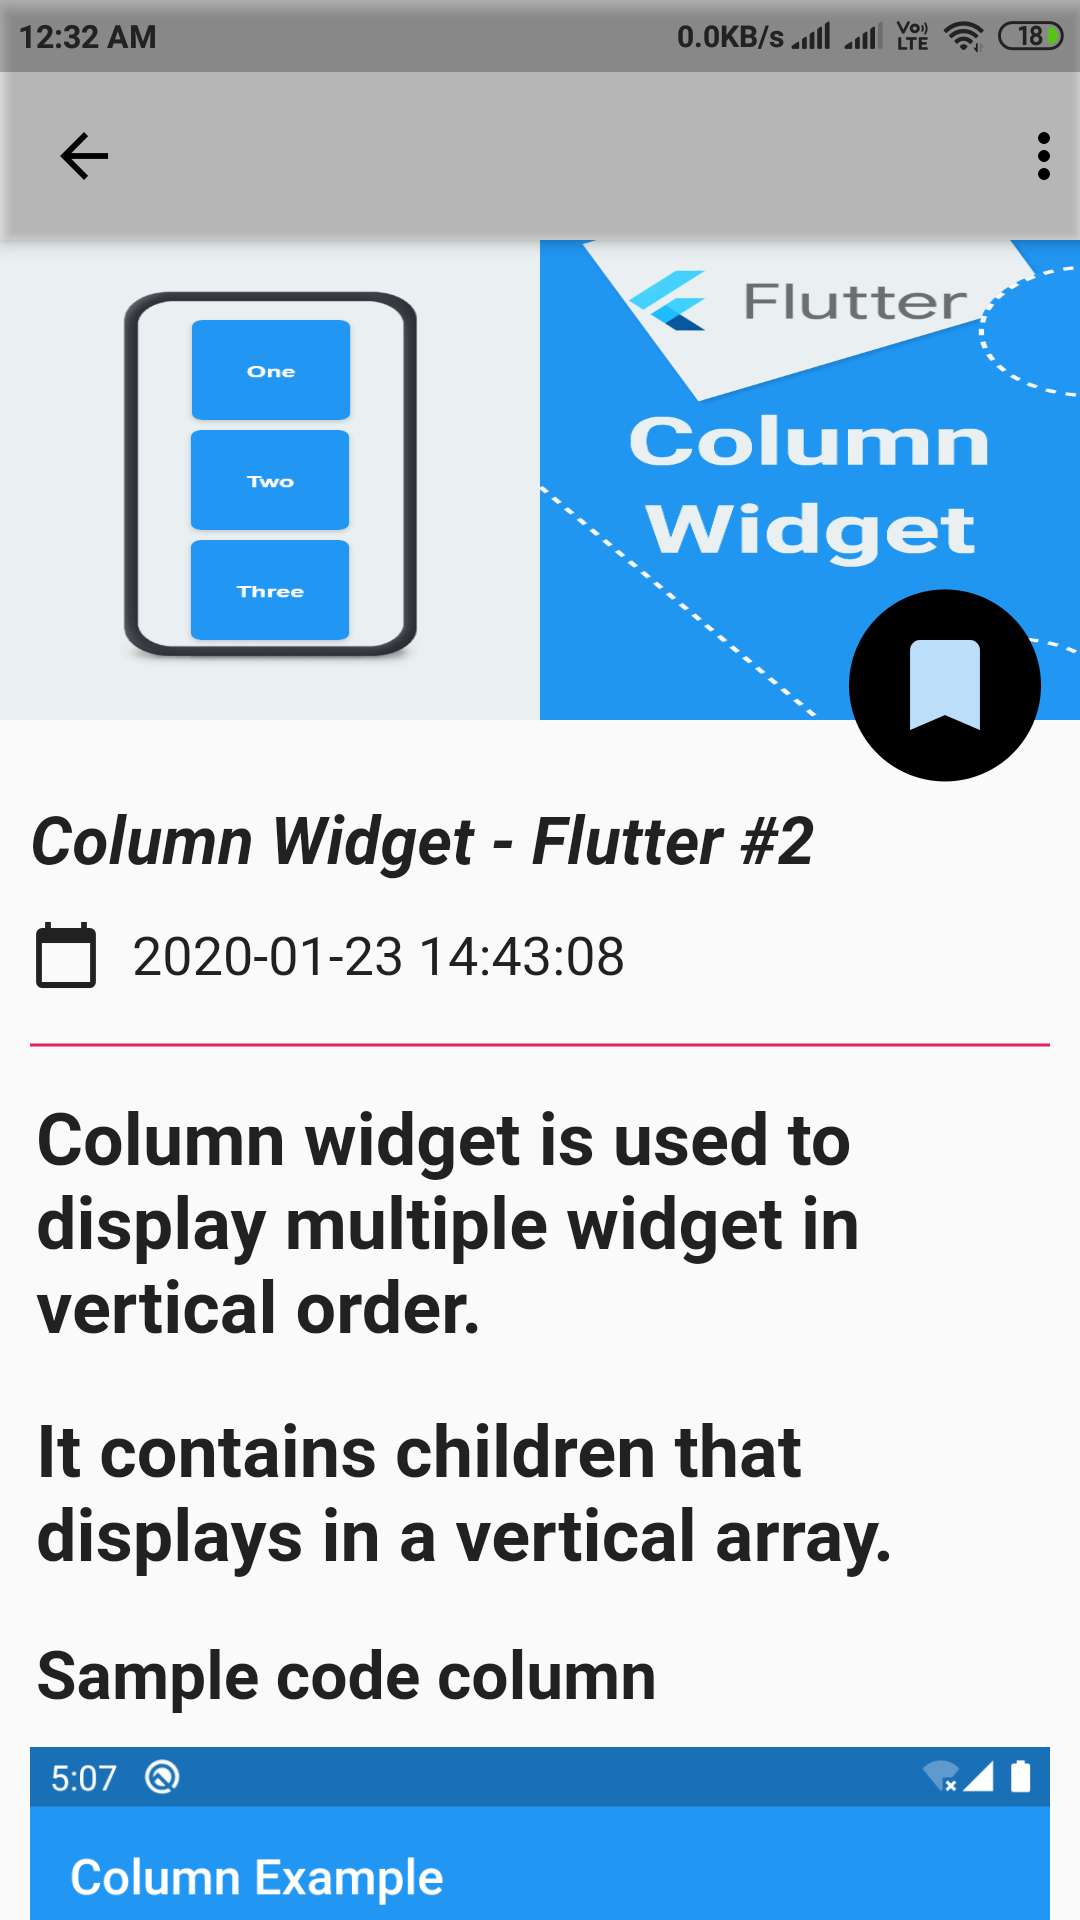 12:32 AM
0.0KB/s
Vo))
LTE
18
One
Two
Three
Flutter
Column
Widget
Column Widget - Flutter #2
2020-01-23 14:43:08
Column widget is used to
display multiple widget in
vertical order.
It contains children that
displays in a vertical array.
Sample code column
5:07
Column Example